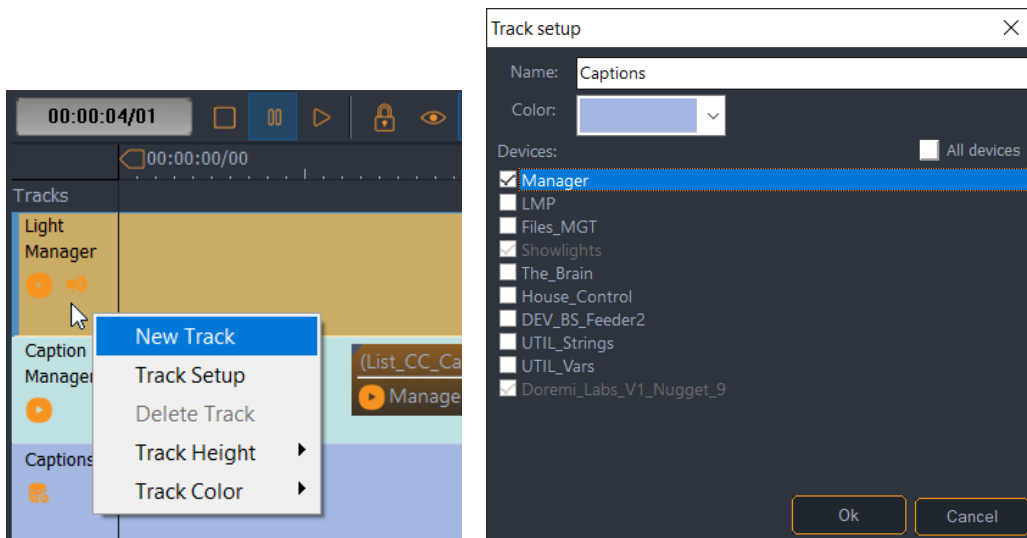 00:00:04/01
00:00:00/00
Tracks
Light
Manager
Caption
Manager
Captions
New Track
Track Setup
Delete Track
Track Height
Track Color
(List_CC_Ca
Manage
Track setup
Name: Captions
Color:
Devices: All devices
Manager
LMP
Files_MGT
Showlights
The_Brain
House_Control
DEV_BS_Feeder2
UTIL_Strings
UTIL_Vars
Doremi_Labs_V1_Nugget_9
Ok Cancel